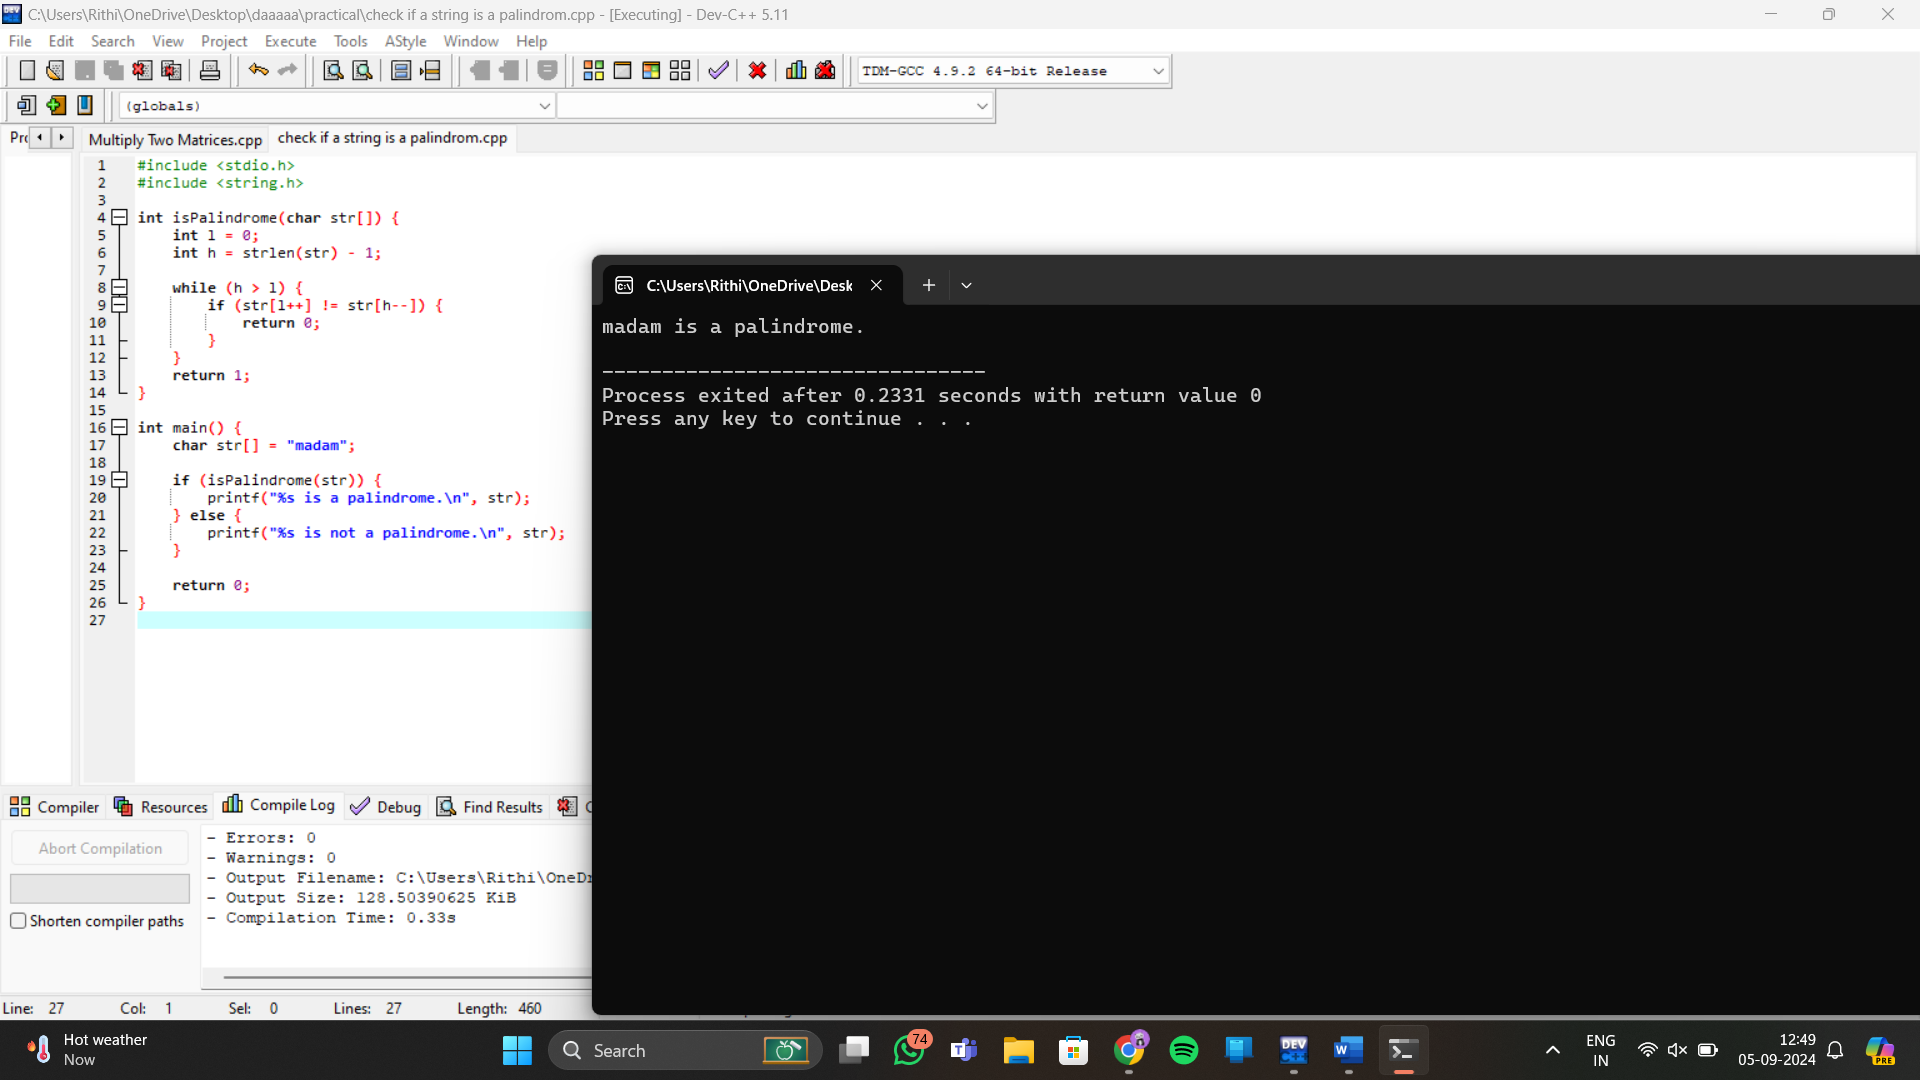 C:\Users\Rithi\OneDrive\Desktop\daaaaa\practical\check if a string is a palindrom.cpp - [Executing] - Dev-C++ 5.11
File Edit Search View Project Execute Tools AStyle Window Help
TDM-GCC 4.9.2 64-bit Release
(globals)
Multiply Two Matrices.cpp check if a string is a palindrom.cpp
1 #include <stdio.h>
2 #include <string.h>
3
4 int isPalindrome(char str[]) {
5 int l = 0;
6 int h = strlen(str) - 1;
7
8 while (h > l) {
9 if (str[l++] != str[h--]) {
10 return 0;
11 }
12 }
13 return 1;
14 }
15
16 int main() {
17 char str[] = "madam";
18
19 if (isPalindrome(str)) {
20 printf("%s is a palindrome.\n", str);
21 } else {
22 printf("%s is not a palindrome.\n", str);
23 }
24
25 return 0;
26 }
27
C:\Users\Rithi\OneDrive\Desk
madam is a palindrome.
--------------------------------
Process exited after 0.2331 seconds with return value 0
Press any key to continue . . .
Compiler Resources Compile Log Debug Find Results
Abort Compilation
Shorten compiler paths
- Errors: 0
- Warnings: 0
- Output Filename: C:\Users\Rithi\OneDr
- Output Size: 128.50390625 KiB
- Compilation Time: 0.33s
Line: 27 Col: 1 Sel: 0 Lines: 27 Length: 460
Hot weather
Now
Search
74
ENG
IN
12:49
05-09-2024
PRE